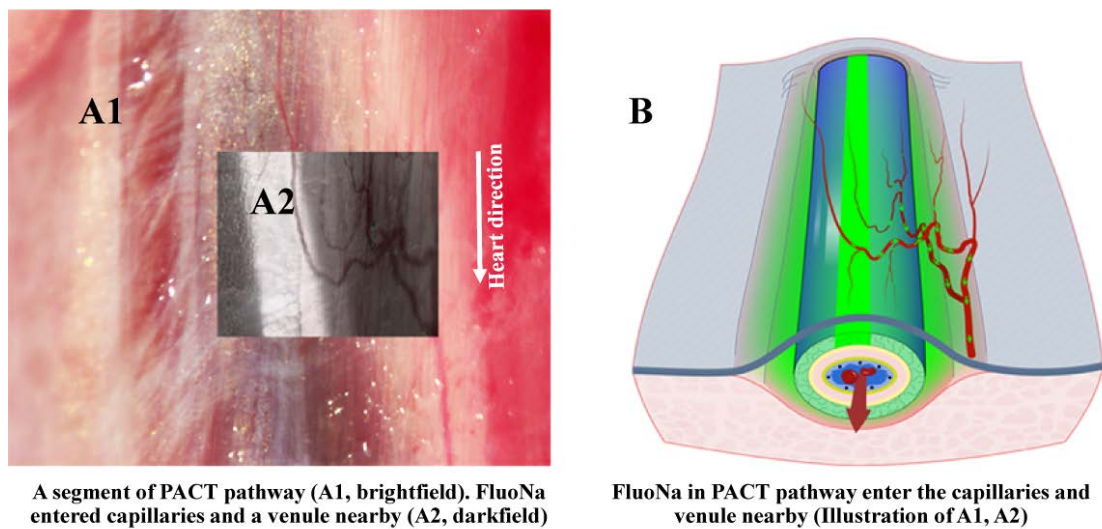 A1
A2
Heart direction
B
A segment of PACT pathway (A1, brightfield). FluoNa
entered capillaries and a venule nearby (A2, darkfield)
FluoNa in PACT pathway enter the capillaries and
venule nearby (Illustration of A1, A2)